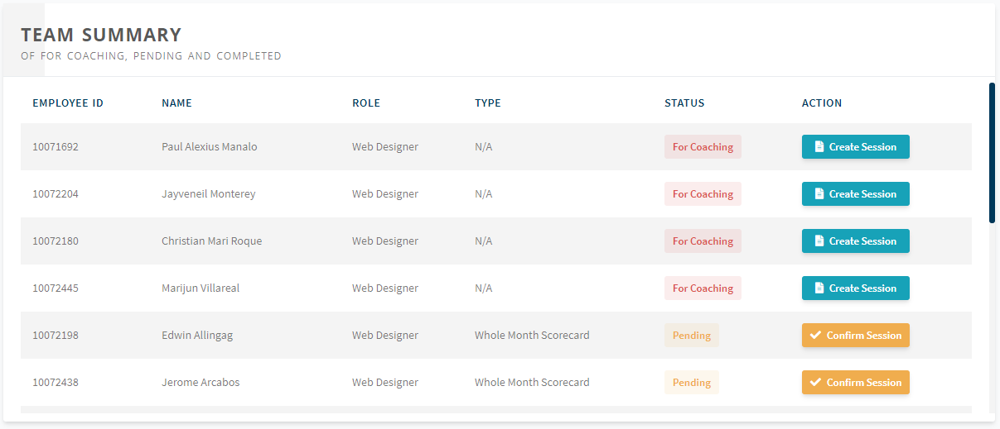 TEAM SUMMARY
OF FOR COACHING, PENDING AND COMPLETED
EMPLOYEE ID NAME ROLE TYPE STATUS ACTION
10071692 Paul Alexius Manalo Web Designer N/A For Coaching Create Session
10072204 Jayveneil Monterey Web Designer N/A For Coaching Create Session
10072180 Christian Mari Roque Web Designer N/A For Coaching Create Session
10072445 Marijun Villareal Web Designer N/A For Coaching Create Session
10072198 Edwin Allingag Web Designer Whole Month Scorecard Pending Confirm Session
10072438 Jerome Arcabos Web Designer Whole Month Scorecard Pending Confirm Session